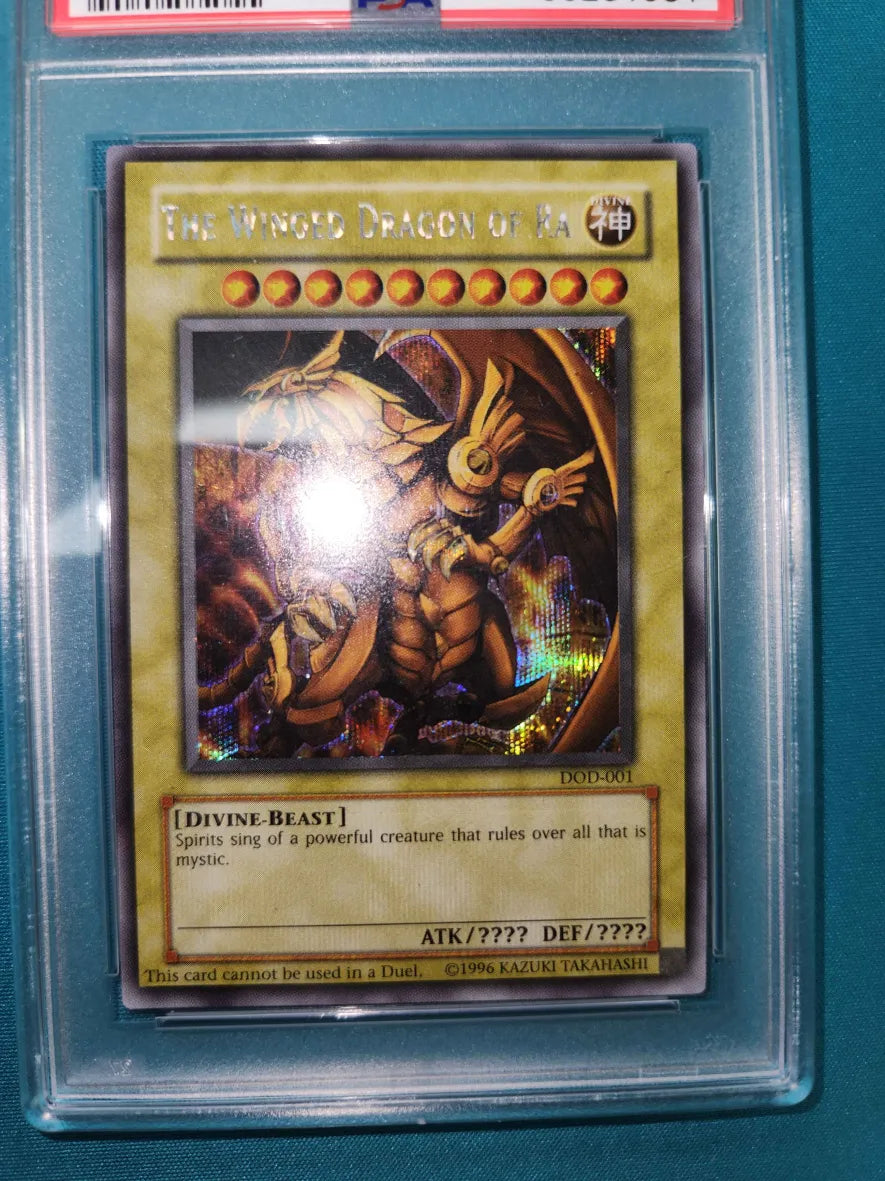 PSA
THE WINGED DRAGON OF RA
DIVINE
神
DOD-001
[DIVINE-BEAST]
Spirits sing of a powerful creature that rules over all that is
mystic.
ATK/???? DEF/????
This card cannot be used in a Duel. ©1996 KAZUKI TAKAHASHI